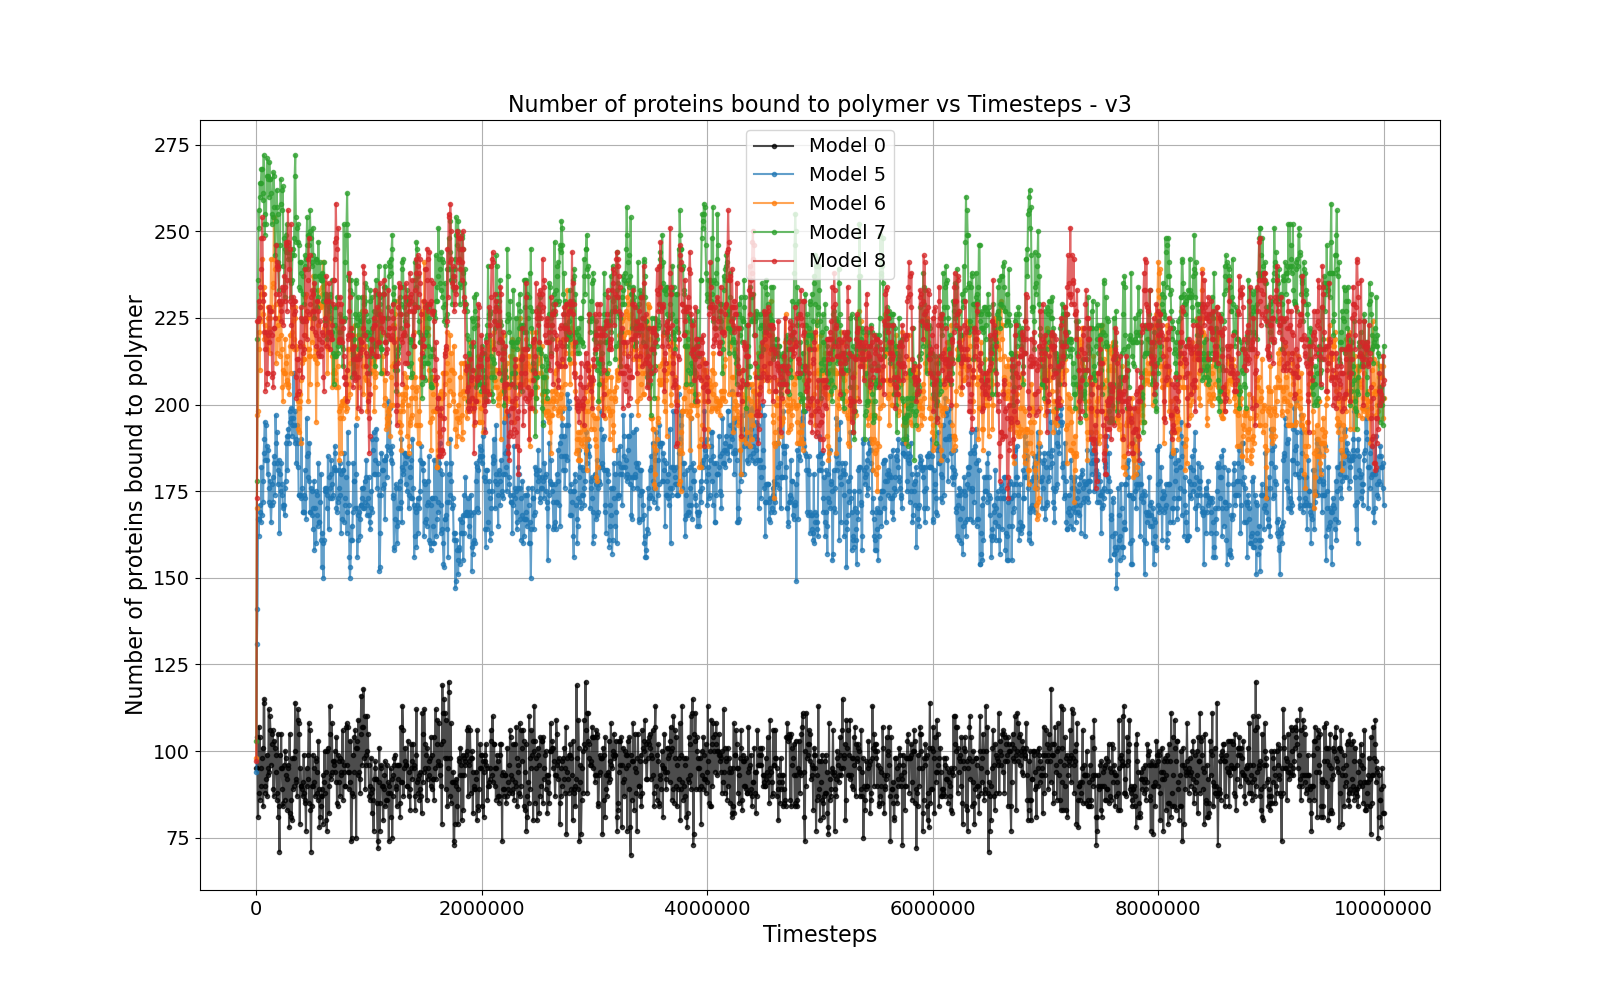 Number of proteins bound to polymer vs Timesteps - v3
Number of proteins bound to polymer
275
250
225
200
175
150
125
100
75
Model 0
Model 5
Model 6
Model 7
Model 8
0
2000000
4000000
6000000
8000000
10000000
Timesteps